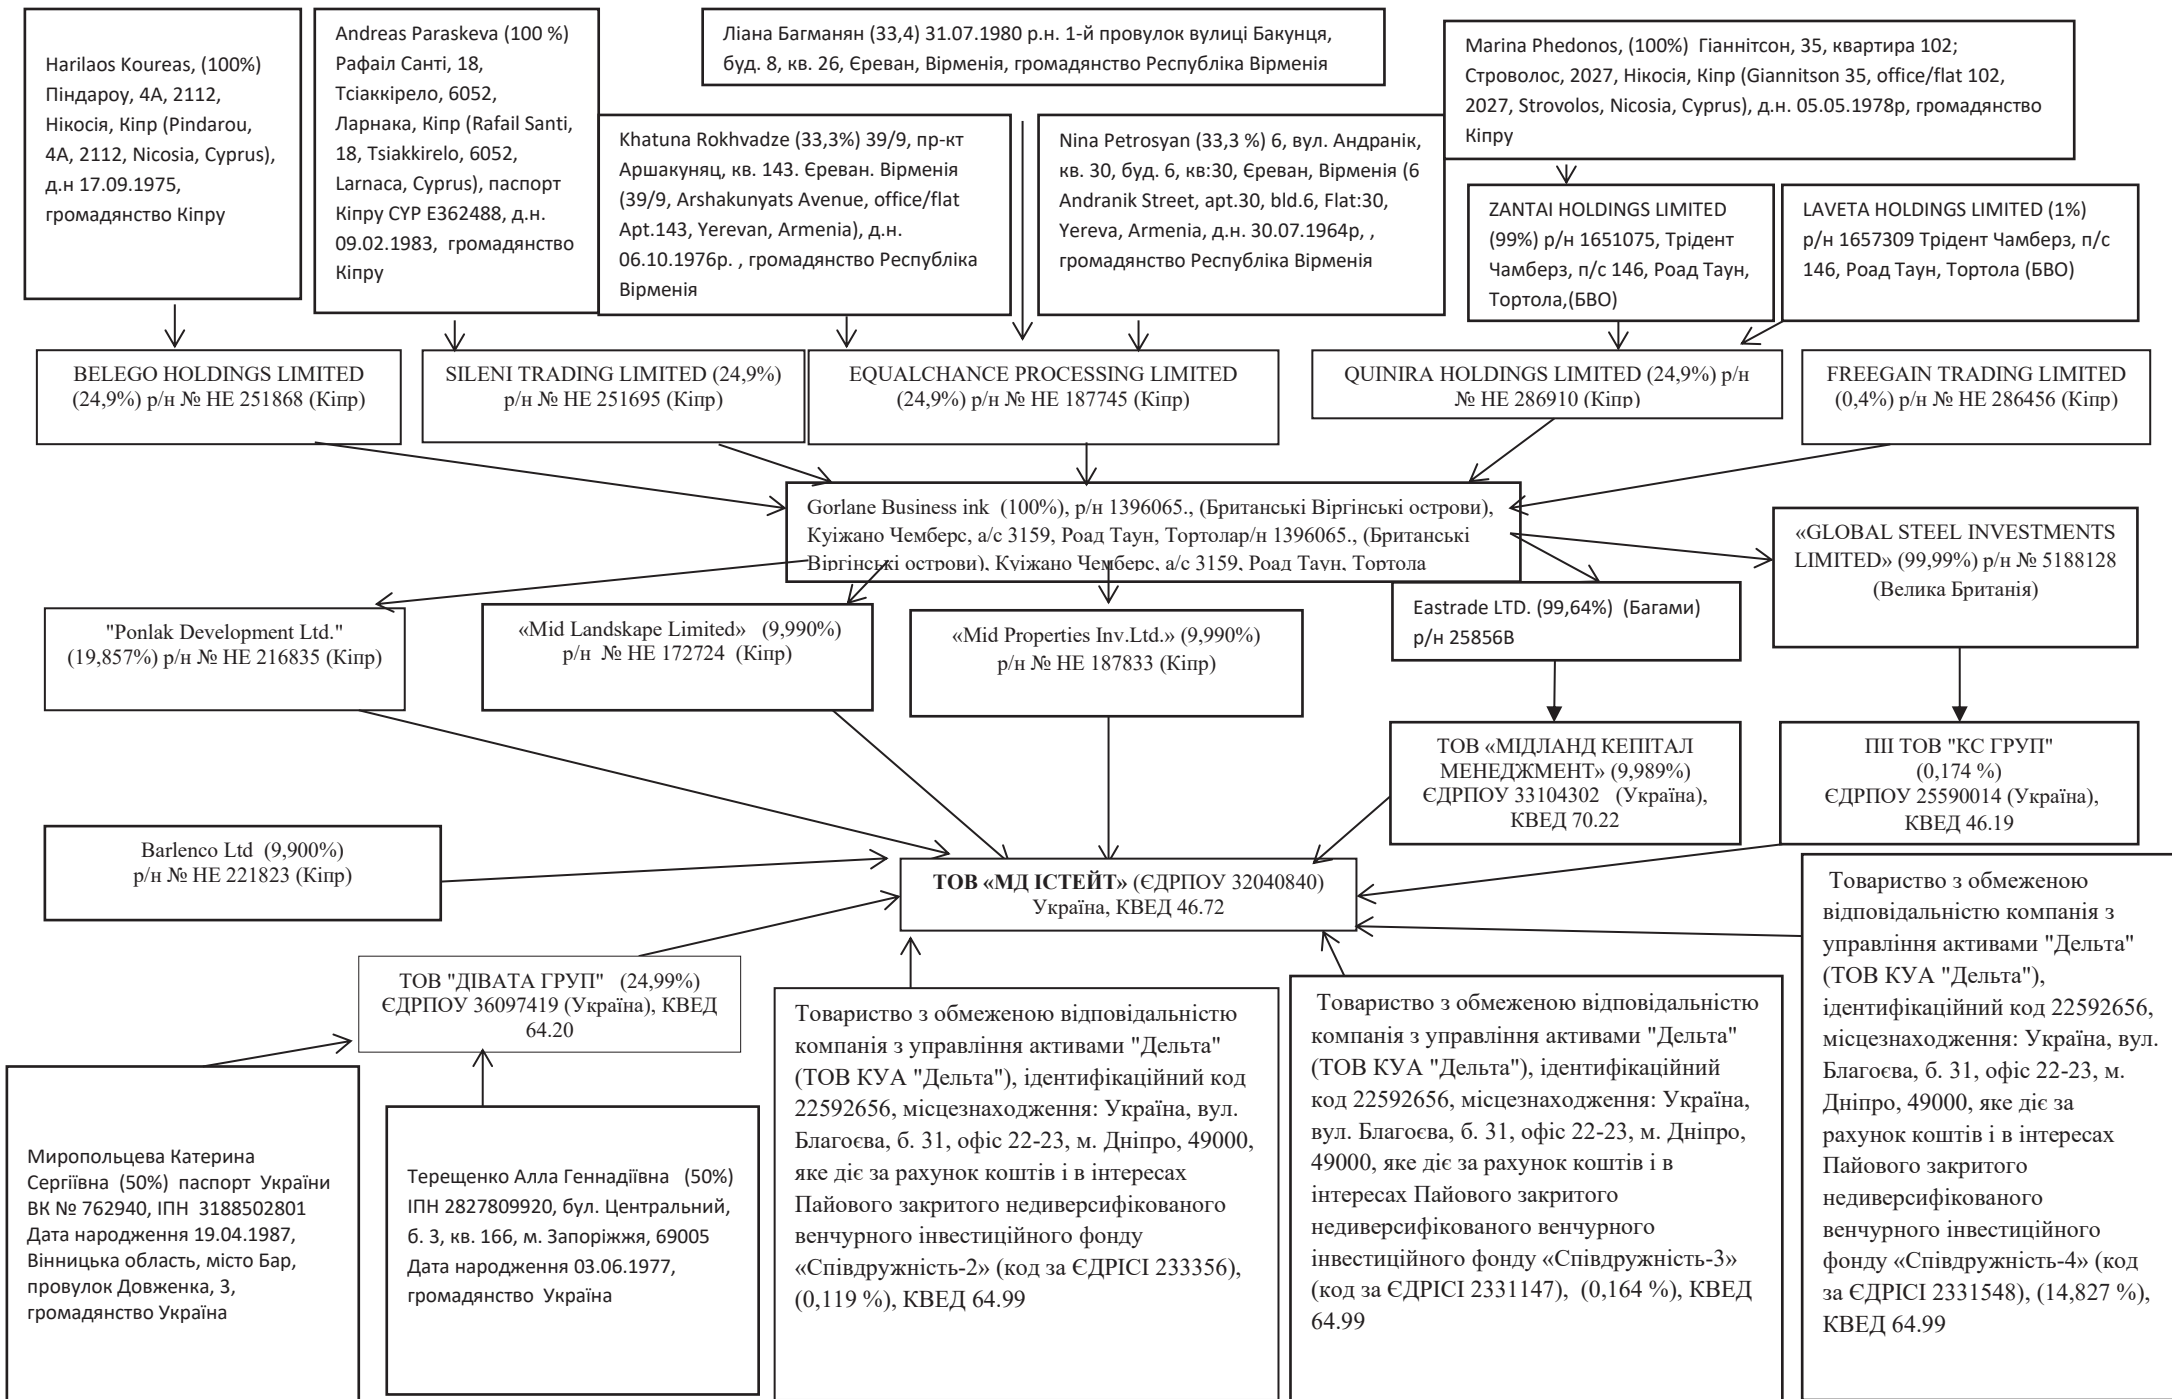 Harilaos Koureas, (100%)
Піндароу, 4А, 2112,
Нікосія, Кіпр (Pindarou,
4A, 2112, Nicosia, Cyprus),
д.н 17.09.1975,
громадянство Кіпру
Andreas Paraskeva (100 %)
Рафаіл Санті, 18,
Тсіаккірело, 6052,
Ларнака, Кіпр (Rafail Santi,
18, Tsiakkirelo, 6052,
Larnaca, Cyprus), паспорт
Кіпру CYP E362488, д.н.
09.02.1983, громадянство
Кіпру
Ліана Багманян (33,4) 31.07.1980 р.н. 1-й провулок вулиці Бакунця,
буд. 8, кв. 26, Єреван, Вірменія, громадянство Республіка Вірменія
Khatuna Rokhvadze (33,3%) 39/9, пр-кт
Аршакуняц, кв. 143. Єреван. Вірменія
(39/9, Arshakunyats Avenue, office/flat
Apt.143, Yerevan, Armenia), д.н.
06.10.1976р. , громадянство Республіка
Вірменія
Nina Petrosyan (33,3 %) 6, вул. Андранік,
кв. 30, буд. 6, кв:30, Єреван, Вірменія (6
Andranik Street, apt.30, bld.6, Flat:30,
Yereva, Armenia, д.н. 30.07.1964р, ,
громадянство Республіка Вірменія
Marina Phedonos, (100%) Гіаннітсон, 35, квартира 102;
Строволос, 2027, Нікосія, Кіпр (Giannitson 35, office/flat 102,
2027, Strovolos, Nicosia, Cyprus), д.н. 05.05.1978р, громадянство
Кіпру
ZANTAI HOLDINGS LIMITED
(99%) р/н 1651075, Трідент
Чамберз, п/с 146, Роад Таун,
Тортола,(БВО)
LAVETA HOLDINGS LIMITED (1%)
р/н 1657309 Трідент Чамберз, п/с
146, Роад Таун, Тортола (БВО)
BELEGO HOLDINGS LIMITED
(24,9%) р/н № HE 251868 (Кіпр)
SILENI TRADING LIMITED (24,9%)
р/н № HE 251695 (Кіпр)
EQUALCHANCE PROCESSING LIMITED
(24,9%) р/н № HE 187745 (Кіпр)
QUINIRA HOLDINGS LIMITED (24,9%) р/н
№ HE 286910 (Кіпр)
FREEGAIN TRADING LIMITED
(0,4%) р/н № HE 286456 (Кіпр)
Gorlane Business ink (100%), р/н 1396065., (Британські Віргінські острови),
Куіжано Чемберс, а/с 3159, Роад Таун, Тортолар/н 1396065., (Британські
Віргінські острови), Куіжано Чемберс, а/с 3159, Роад Таун, Тортола
«GLOBAL STEEL INVESTMENTS
LIMITED» (99,99%) р/н № 5188128
(Велика Британія)
"Ponlak Development Ltd."
(19,857%) р/н № HE 216835 (Кіпр)
«Mid Landskape Limited» (9,990%)
р/н № HE 172724 (Кіпр)
«Mid Properties Inv.Ltd.» (9,990%)
р/н № HE 187833 (Кіпр)
Eastrade LTD. (99,64%) (Багами)
р/н 25856B
ТОВ «МІДЛАНД КЕПІТАЛ
МЕНЕДЖМЕНТ» (9,989%)
ЄДРПОУ 33104302 (Україна),
КВЕД 70.22
ПІІ ТОВ "КС ГРУП"
(0,174 %)
ЄДРПОУ 25590014 (Україна),
КВЕД 46.19
Barlenco Ltd (9,900%)
р/н № HE 221823 (Кіпр)
ТОВ «МД ІСТЕЙТ» (ЄДРПОУ 32040840)
Україна, КВЕД 46.72
ТОВ "ДІВАТА ГРУП" (24,99%)
ЄДРПОУ 36097419 (Україна), КВЕД
64.20
Миропольцева Катерина
Сергіївна (50%) паспорт України
ВК № 762940, ІПН 3188502801
Дата народження 19.04.1987,
Вінницька область, місто Бар,
провулок Довженка, 3,
громадянство Україна
Терещенко Алла Геннадіївна (50%)
ІПН 2827809920, бул. Центральний,
б. 3, кв. 166, м. Запоріжжя, 69005
Дата народження 03.06.1977,
громадянство Україна
Товариство з обмеженою відповідальністю
компанія з управління активами "Дельта"
(ТОВ КУА "Дельта"), ідентифікаційний код
22592656, місцезнаходження: Україна, вул.
Благоєва, б. 31, офіс 22-23, м. Дніпро, 49000,
яке діє за рахунок коштів і в інтересах
Пайового закритого недиверсифікованого
венчурного інвестиційного фонду
«Співдружність-2» (код за ЄДРІСІ 233356),
(0,119 %), КВЕД 64.99
Товариство з обмеженою відповідальністю
компанія з управління активами "Дельта"
(ТОВ КУА "Дельта"), ідентифікаційний
код 22592656, місцезнаходження: Україна,
вул. Благоєва, б. 31, офіс 22-23, м. Дніпро,
49000, яке діє за рахунок коштів і в
інтересах Пайового закритого
недиверсифікованого венчурного
інвестиційного фонду «Співдружність-3»
(код за ЄДРІСІ 2331147), (0,164 %), КВЕД
64.99
Товариство з обмеженою
відповідальністю компанія з
управління активами "Дельта"
(ТОВ КУА "Дельта"),
ідентифікаційний код 22592656,
місцезнаходження: Україна, вул.
Благоєва, б. 31, офіс 22-23, м.
Дніпро, 49000, яке діє за
рахунок коштів і в інтересах
Пайового закритого
недиверсифікованого
венчурного інвестиційного
фонду «Співдружність-4» (код
за ЄДРІСІ 2331548), (14,827 %),
КВЕД 64.99